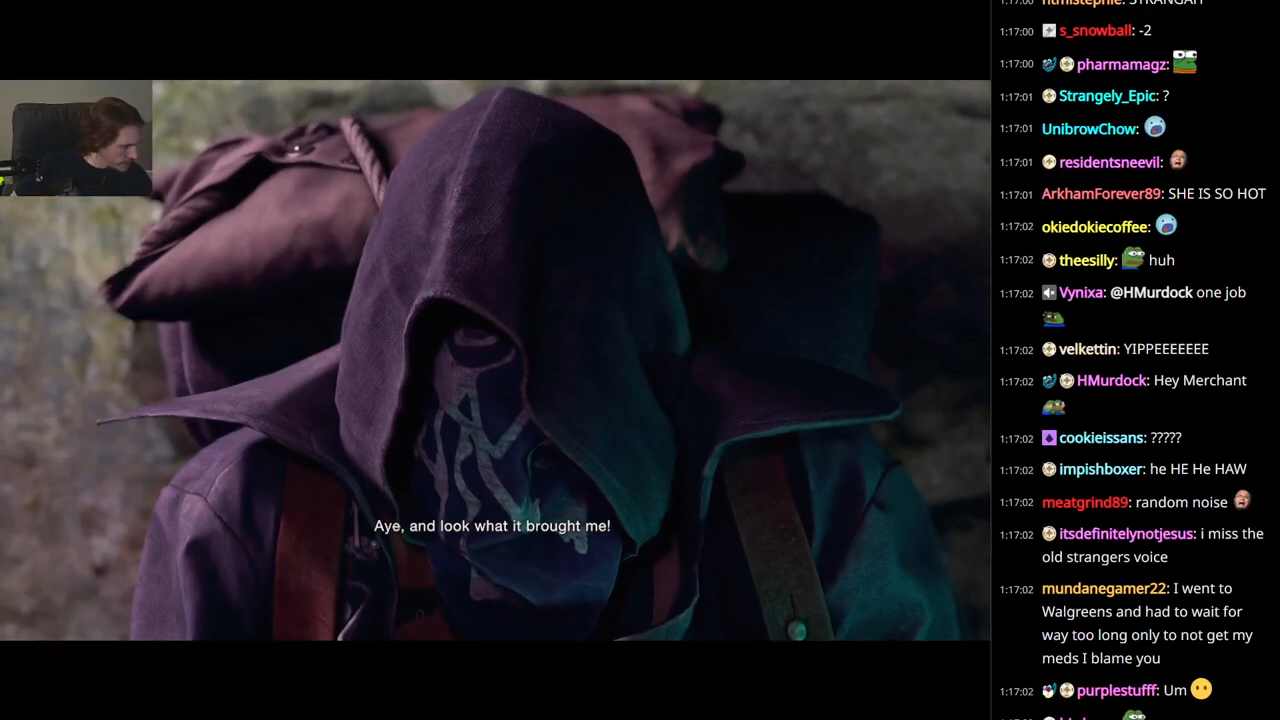 Aye, and look what it brought me!
1:17:00
1:17:00 s_snowball: -2
1:17:00 pharmamagz:
1:17:01 Strangely_Epic: ?
1:17:01 UnibrowChow:
1:17:01 residentsneevil:
1:17:01 ArkhamForever89: SHE IS SO HOT
1:17:02 okiedokiecoffee:
1:17:02 theesilly: huh
1:17:02 Vynixa: @HMurdock one job
1:17:02 velkettin: YIPPEEEEEEE
1:17:02 HMurdock: Hey Merchant
1:17:02 cookieissans: ?????
1:17:02 impishboxer: he HE He HAW
1:17:02 meatgrind89: random noise
1:17:02 itsdefinitelynotjesus: i miss the
old strangers voice
1:17:02 mundanegamer22: I went to
Walgreens and had to wait for
way too long only to not get my
meds I blame you
1:17:02 purplestufff: Um